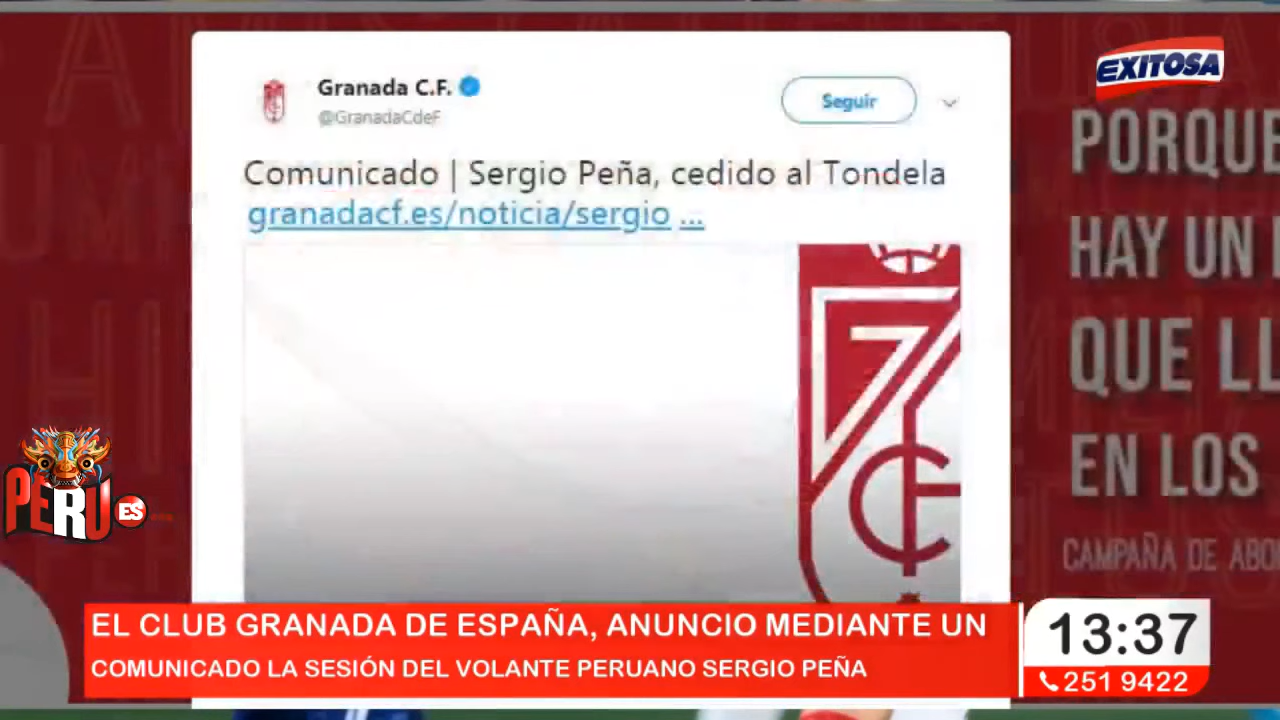 EXITOSA
Granada C.F.
@GranadaCdeF
Seguir
Comunicado | Sergio Peña, cedido al Tondela
granadacf.es/noticia/sergio ...
PORQUE
HAY UN
QUE LL
EN LOS
CAMPAÑA DE ABO
PERU ES
EL CLUB GRANADA DE ESPAÑA, ANUNCIO MEDIANTE UN
COMUNICADO LA SESIÓN DEL VOLANTE PERUANO SERGIO PEÑA
13:37
251 9422